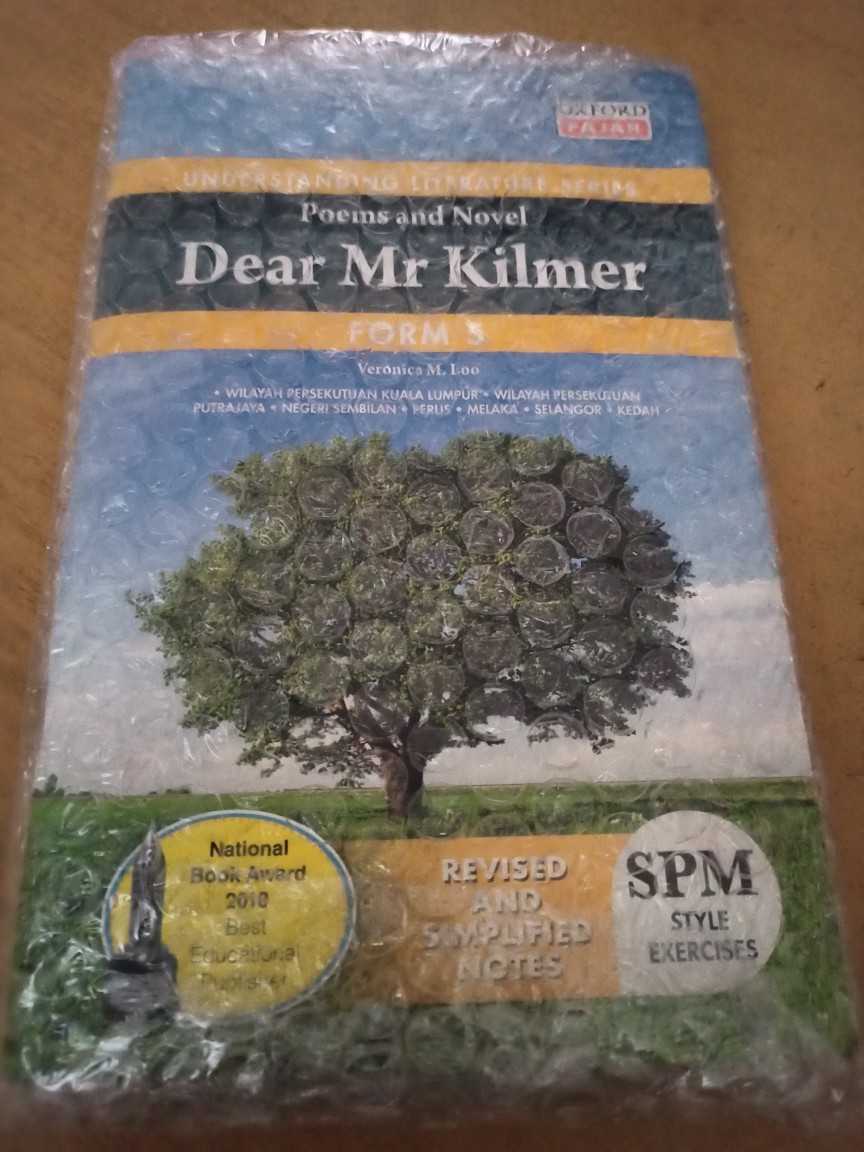 OXFORD
FAJAR
UNDERSTANDING LITERATURE SERIES
Poems and Novel
Dear Mr Kilmer
FORM 5
Veronica M. Loo
• WILAYAH PERSEKUTUAN KUALA LUMPUR • WILAYAH PERSEKUTUAN
PUTRAJAYA • NEGERI SEMBILAN • PERLIS • MELAKA • SELANGOR • KEDAH
National
Book Award
2010
Best
Educational
Publisher
REVISED
AND
SIMPLIFIED
NOTES
SPM
STYLE
EXERCISES